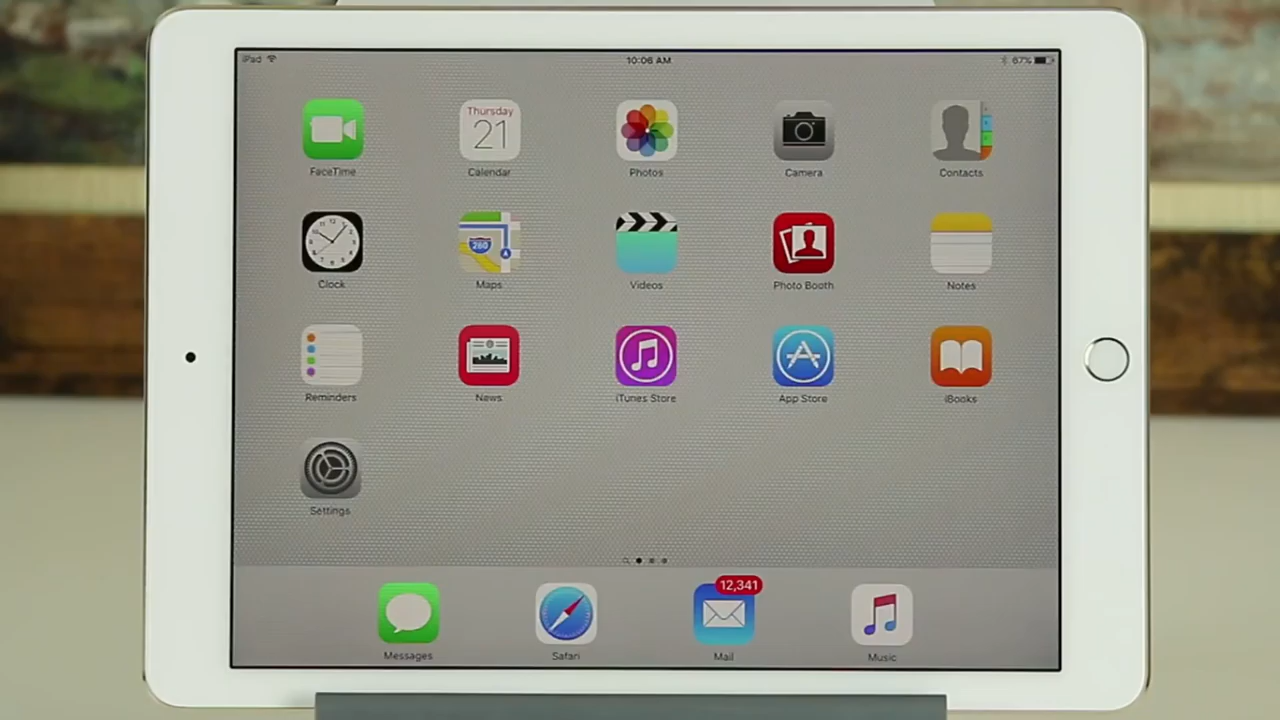 iPad
10:06 AM
67%
Thursday
21
FaceTime
Calendar
Photos
Camera
Contacts
280
Clock
Maps
Videos
Photo Booth
Notes
Reminders
News
iTunes Store
App Store
iBooks
Settings
12,341
Messages
Safari
Mail
Music